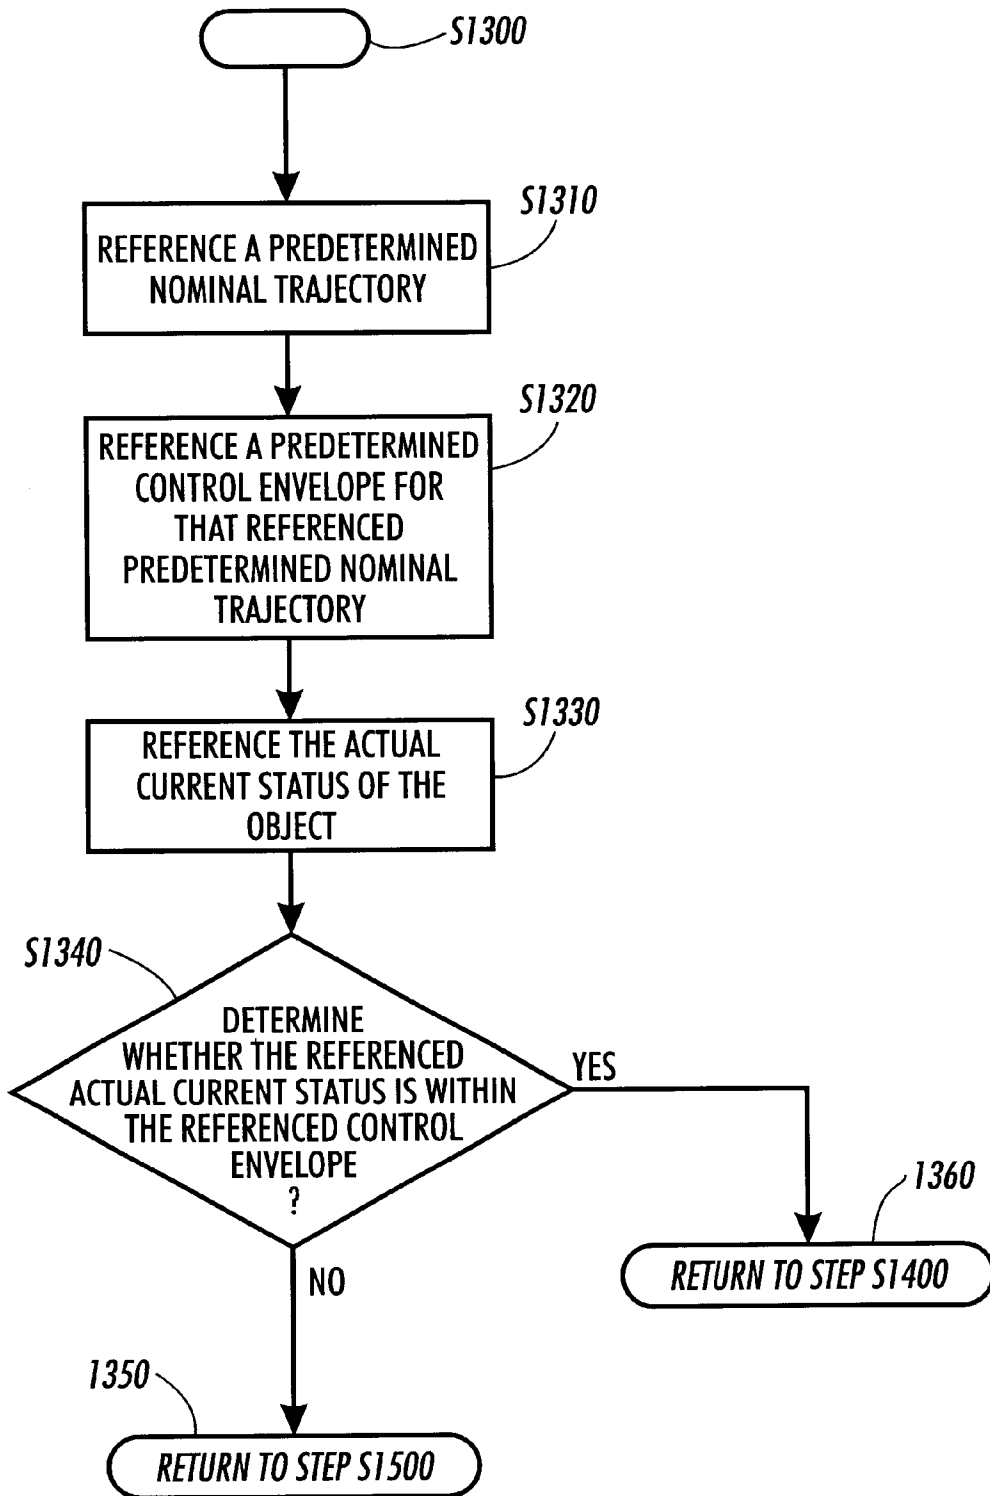 S1300
S1310
REFERENCE A PREDETERMINED
NOMINAL TRAJECTORY
S1320
REFERENCE A PREDETERMINED
CONTROL ENVELOPE FOR
THAT REFERENCED
PREDETERMINED NOMINAL
TRAJECTORY
S1330
REFERENCE THE ACTUAL
CURRENT STATUS OF THE
OBJECT
S1340
DETERMINE
WHETHER THE REFERENCED
ACTUAL CURRENT STATUS IS WITHIN
THE REFERENCED CONTROL
ENVELOPE
?
YES
1360
RETURN TO STEP S1400
NO
1350
RETURN TO STEP S1500